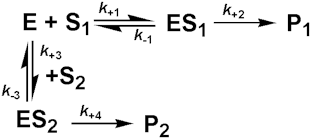 k+1 k+2
E + S1 ES1 P1
k+3 k-1
+S2
k-3
k+4
ES2 P2